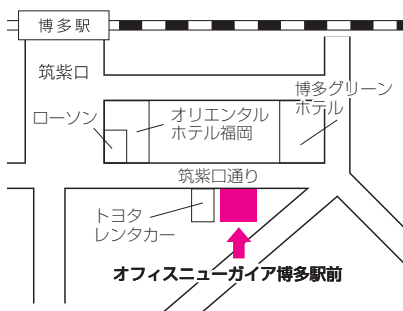 博多駅
筑紫口
博多グリーン
ホテル
ローソン
オリエンタル
ホテル福岡
筑紫口通り
トヨタ
レンタカー
オフィスニューガイア博多駅前